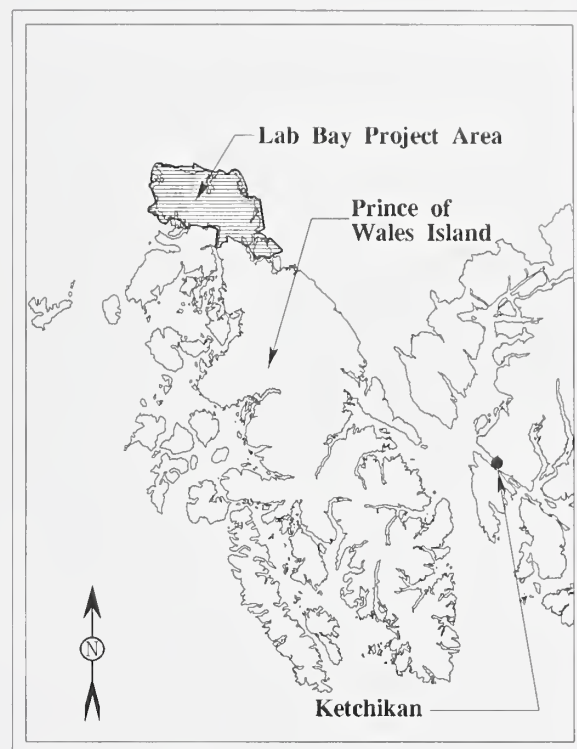 Lab Bay Project Area
Prince of
Wales Island
N
Ketchikan